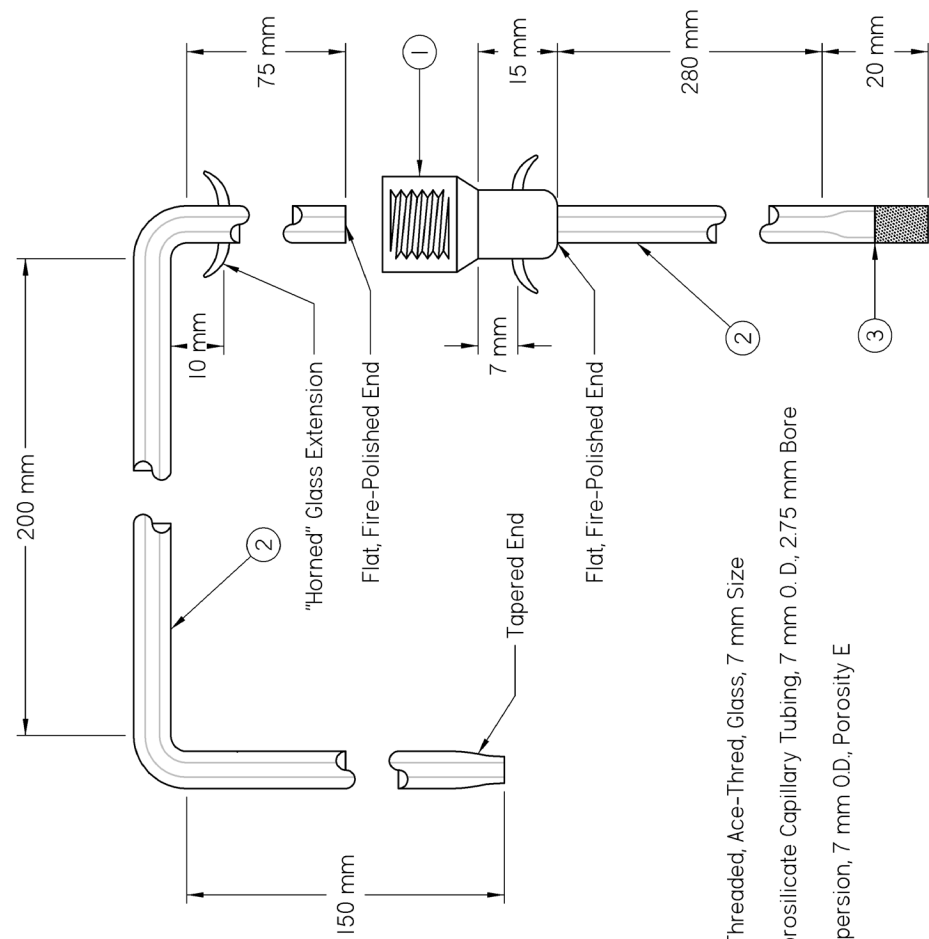 75 mm
1
15 mm
280 mm
20 mm
200 mm
10 mm
7 mm
2
3
2
"Horned" Glass Extension
Flat, Fire-Polished End
Flat, Fire-Polished End
Tapered End
150 mm
Threaded, Ace-Thred, Glass, 7 mm Size
Capillary Tubing, 7 mm O. D., 2.75 mm Bore
7 mm O.D., Porosity E